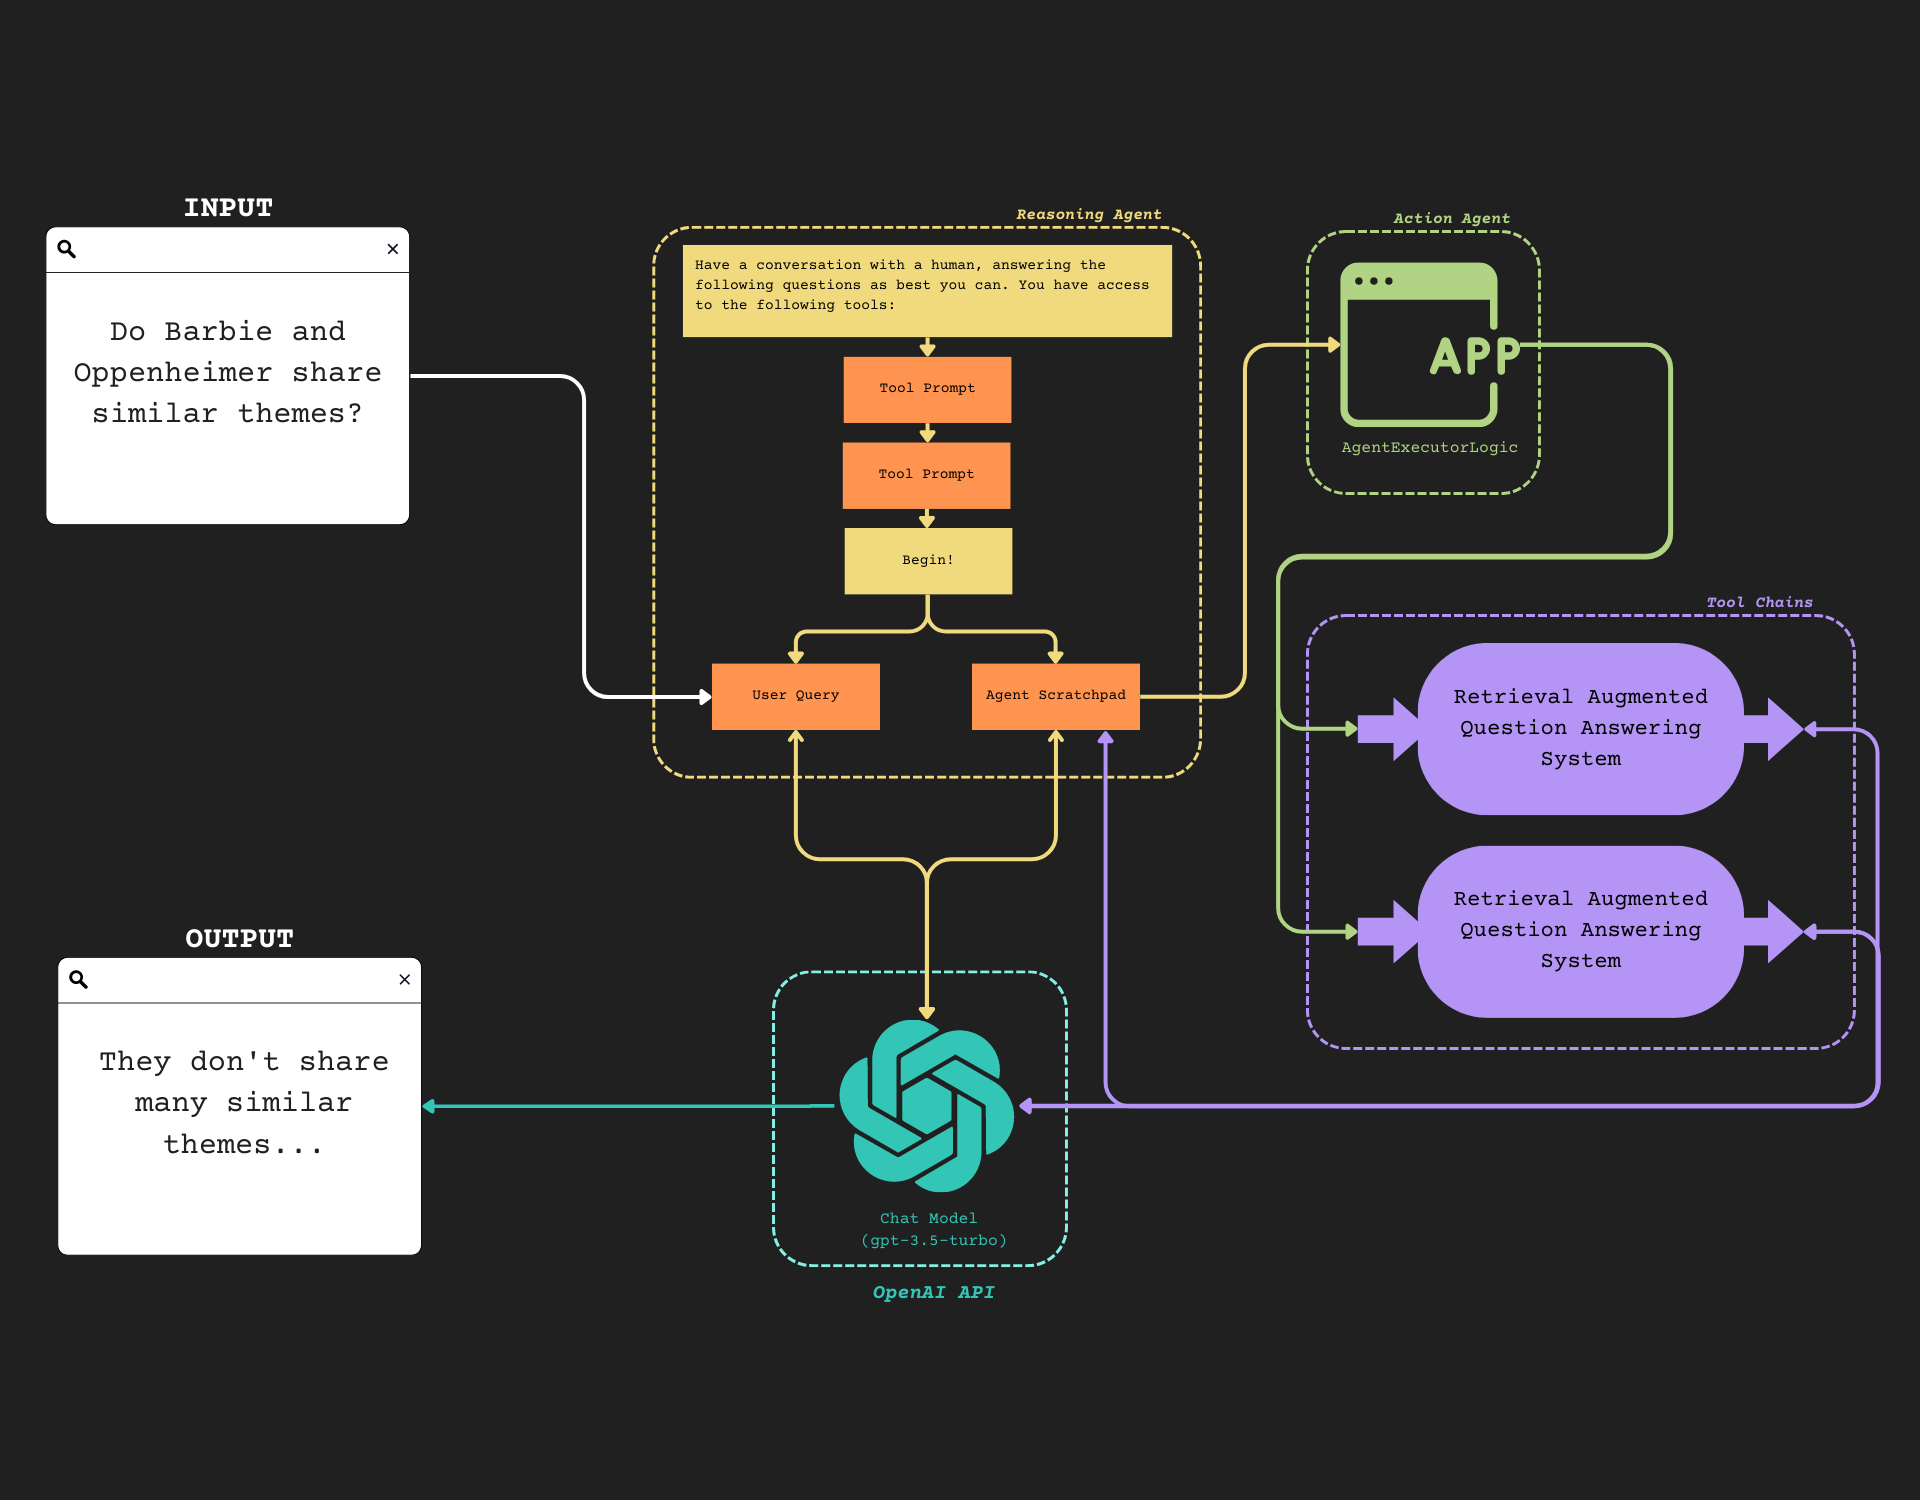 INPUT
×
Do Barbie and
Oppenheimer share
similar themes?
Reasoning Agent
Have a conversation with a human, answering the
following questions as best you can. You have access
to the following tools:
Tool Prompt
Tool Prompt
Begin!
User Query
Agent Scratchpad
Action Agent
APP
AgentExecutorLogic
Tool Chains
Retrieval Augmented
Question Answering
System
Retrieval Augmented
Question Answering
System
OUTPUT
×
They don't share
many similar
themes...
Chat Model
(gpt-3.5-turbo)
OpenAI API